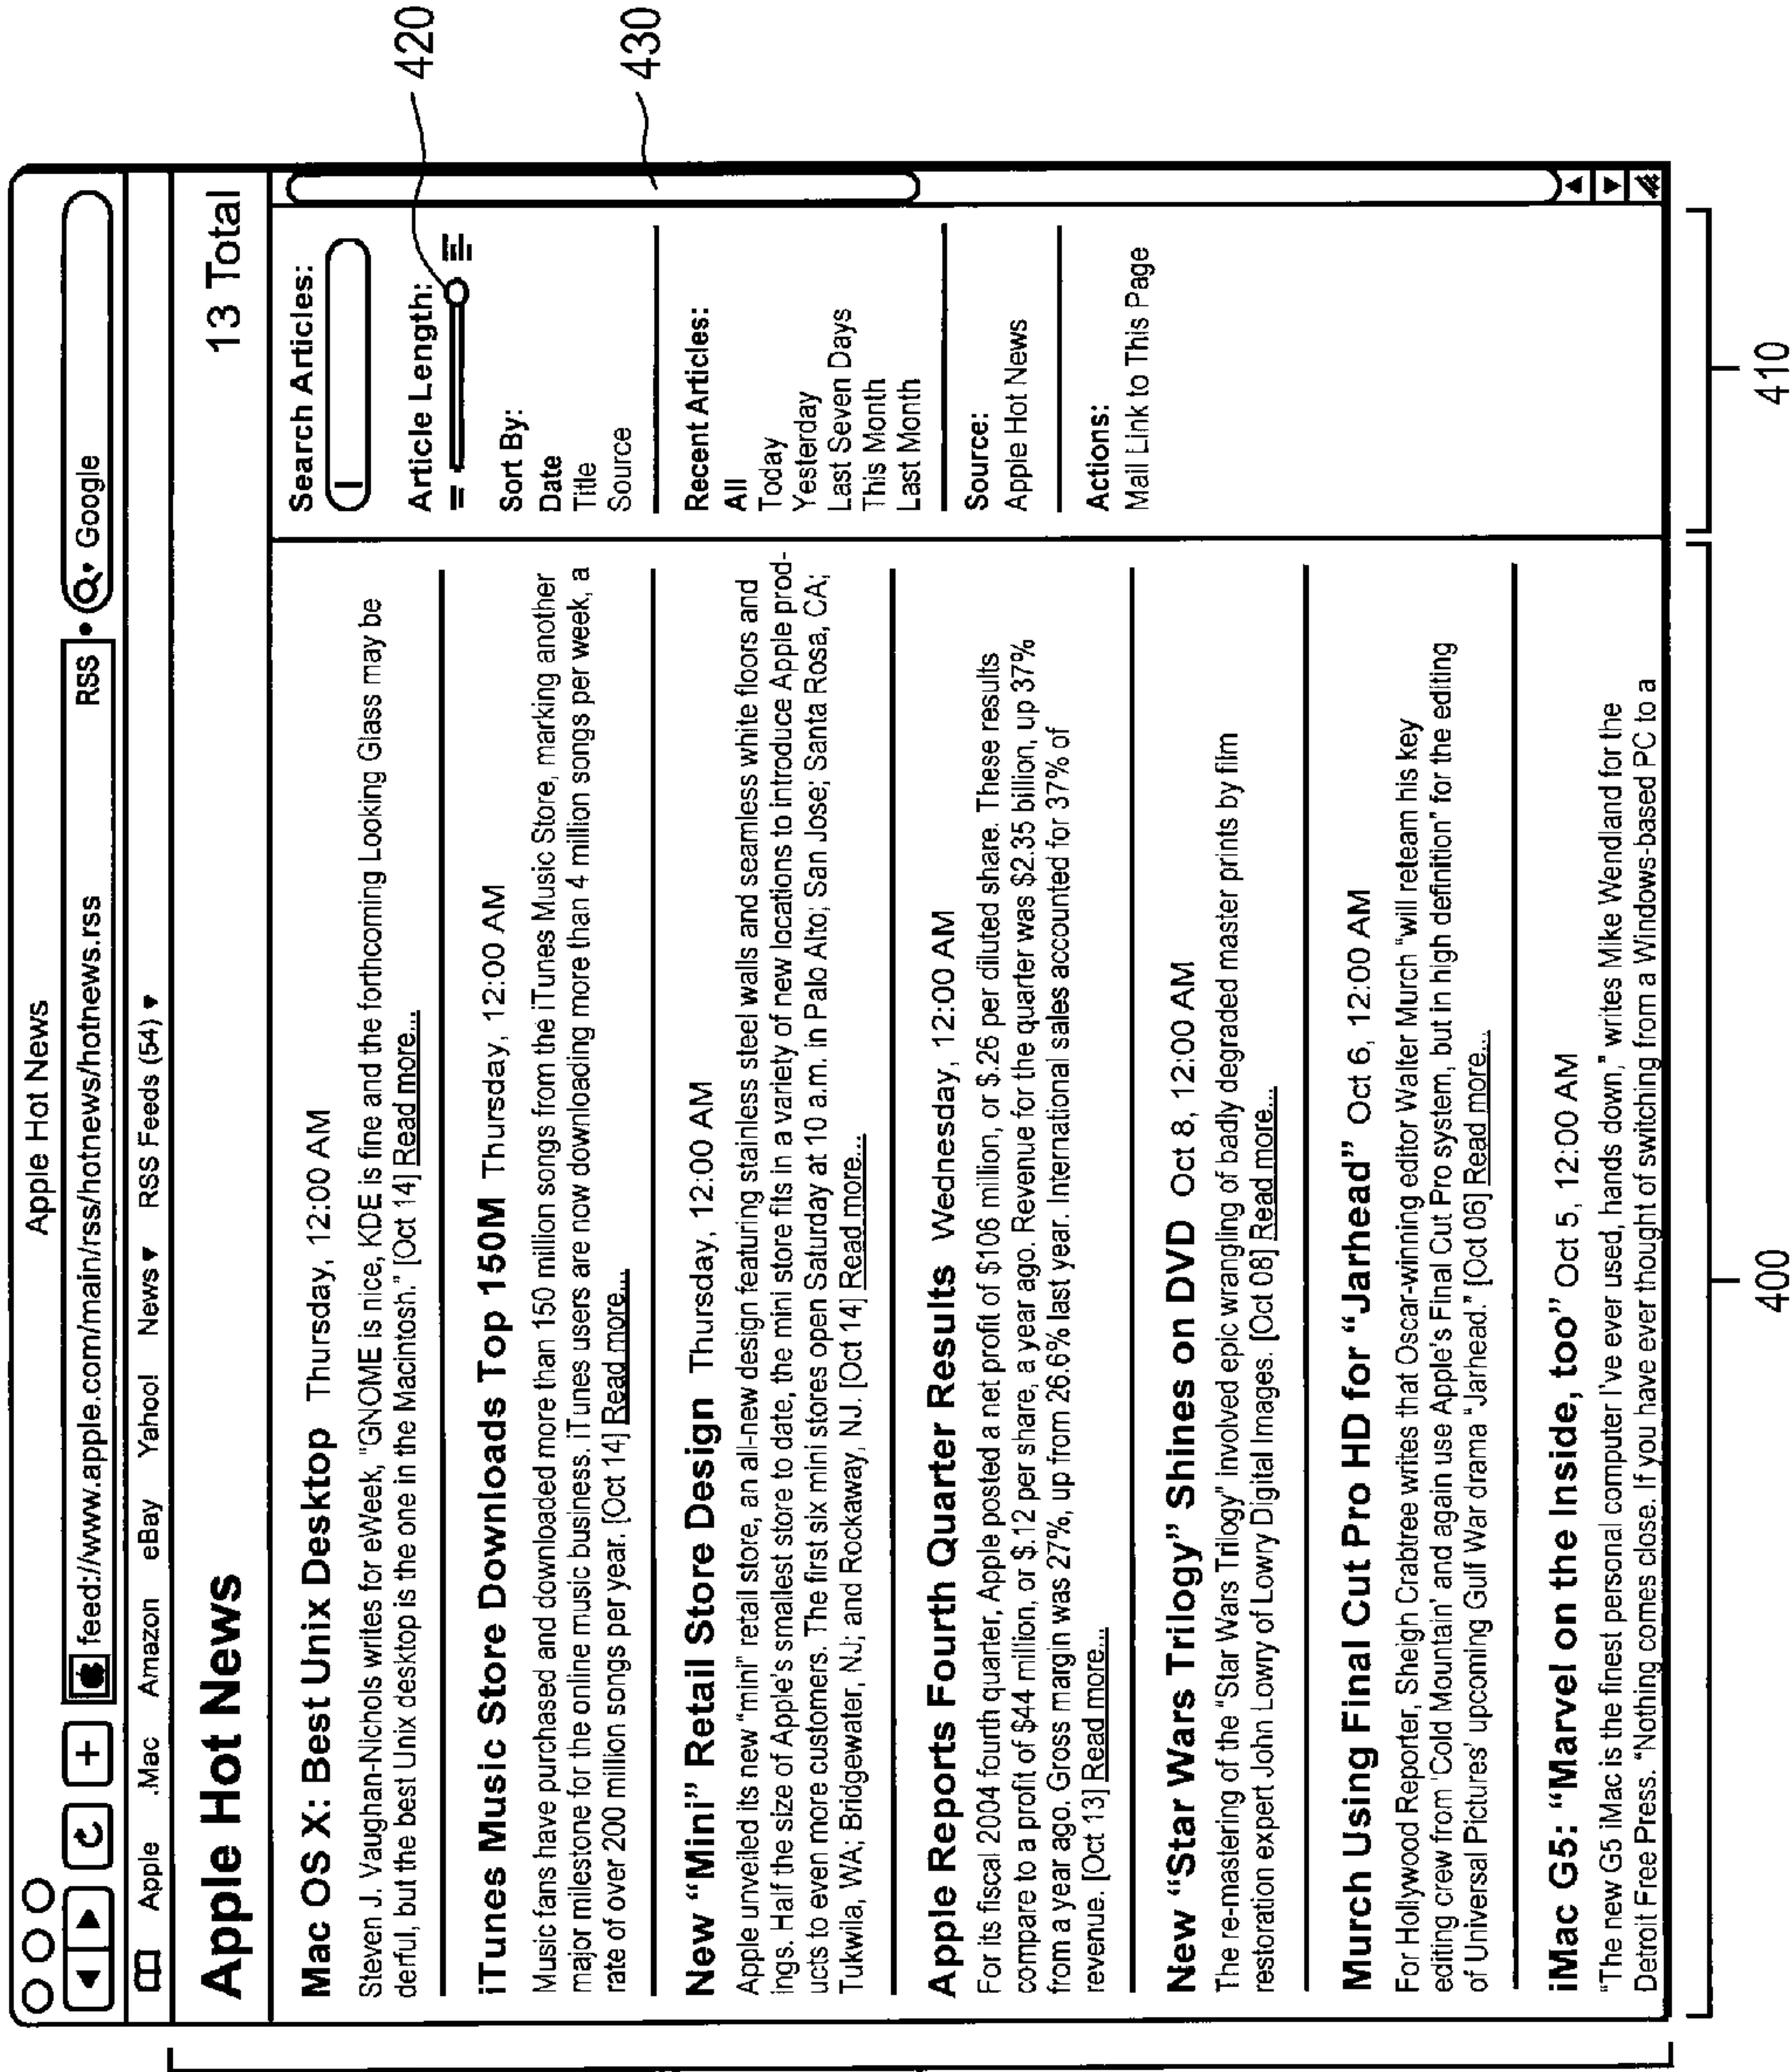 Apple Hot News
feed://www.apple.com/main/rss/hotnews/hotnews.rss RSS Google
Apple .Mac Amazon eBay Yahoo! News RSS Feeds (54)
Apple Hot News 13 Total
Mac OS X: Best Unix Desktop Thursday, 12:00 AM
Steven J. Vaughan-Nichols writes for eWeek, "GNOME is nice, KDE is fine and the forthcoming Looking Glass may be
derful, but the best Unix desktop is the one in the Macintosh." [Oct 14] Read more...
iTunes Music Store Downloads Top 150M Thursday, 12:00 AM
Music fans have purchased and downloaded more than 150 million songs from the iTunes Music Store, marking another
major milestone for the online music business. iTunes users are now downloading more than 4 million songs per week, a
rate of over 200 million songs per year. [Oct 14] Read more...
New “Mini” Retail Store Design Thursday, 12:00 AM
Apple unveiled its new "mini" retail store, an all-new design featuring stainless steel walls and seamless white floors and
ings. Half the size of Apple's smallest store to date, the mini store fits in a variety of new locations to introduce Apple prod-
ucts to even more customers. The first six mini stores open Saturday at 10 a.m. in Palo Alto; San Jose; Santa Rosa, CA;
Tukwila, WA; Bridgewater, NJ; and Rockaway, NJ. [Oct 14] Read more...
Apple Reports Fourth Quarter Results Wednesday, 12:00 AM
For its fiscal 2004 fourth quarter, Apple posted a net profit of $106 million, or $.26 per diluted share. These results
compare to a profit of $44 million, or $.12 per share, a year ago. Revenue for the quarter was $2.35 billion, up 37%
from a year ago. Gross margin was 27%, up from 26.6% last year. International sales accounted for 37% of
revenue. [Oct 13] Read more...
New “Star Wars Trilogy” Shines on DVD Oct 8, 12:00 AM
The re-mastering of the “Star Wars Trilogy” involved epic wrangling of badly degraded master prints by film
restoration expert John Lowry of Lowry Digital Images. [Oct 08] Read more...
Murch Using Final Cut Pro HD for “Jarhead” Oct 6, 12:00 AM
For Hollywood Reporter, Sheigh Crabtree writes that Oscar-winning editor Walter Murch “will reteam his key
editing crew from 'Cold Mountain' and again use Apple's Final Cut Pro system, but in high definition” for the editing
of Universal Pictures' upcoming Gulf War drama “Jarhead.” [Oct 06] Read more...
iMac G5: “Marvel on the Inside, too” Oct 5, 12:00 AM
“The new G5 iMac is the finest personal computer I've ever used, hands down,” writes Mike Wendland for the
Detroit Free Press. “Nothing comes close. If you have ever thought of switching from a Windows-based PC to a
Search Articles:
Article Length:
Sort By:
Date
Title
Source
Recent Articles:
All
Today
Yesterday
Last Seven Days
This Month
Last Month
Source:
Apple Hot News
Actions:
Mail Link to This Page
420
430
400
410